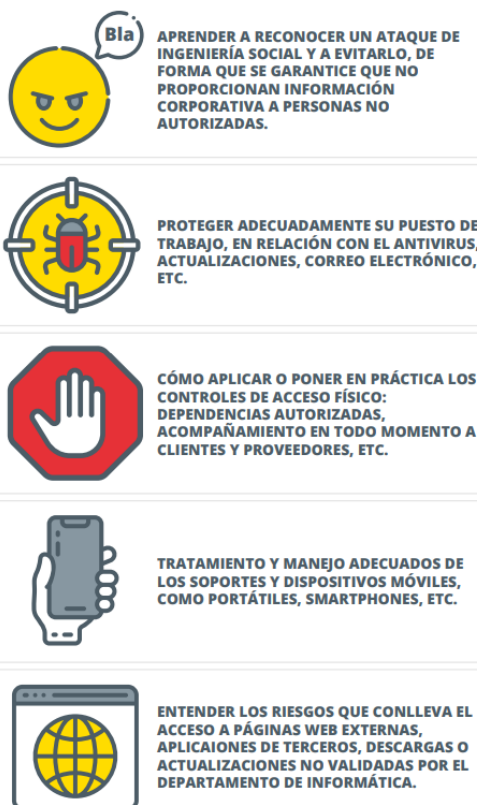 Bla
APRENDER A RECONOCER UN ATAQUE DE
INGENIERÍA SOCIAL Y A EVITARLO, DE
FORMA QUE SE GARANTICE QUE NO
PROPORCIONAN INFORMACIÓN
CORPORATIVA A PERSONAS NO
AUTORIZADAS.
PROTEGER ADECUADAMENTE SU PUESTO DE
TRABAJO, EN RELACIÓN CON EL ANTIVIRUS,
ACTUALIZACIONES, CORREO ELECTRÓNICO,
ETC.
CÓMO APLICAR O PONER EN PRÁCTICA LOS
CONTROLES DE ACCESO FÍSICO:
DEPENDENCIAS AUTORIZADAS,
ACOMPAÑAMIENTO EN TODO MOMENTO A
CLIENTES Y PROVEEDORES, ETC.
TRATAMIENTO Y MANEJO ADECUADOS DE
LOS SOPORTES Y DISPOSITIVOS MÓVILES,
COMO PORTÁTILES, SMARTPHONES, ETC.
ENTENDER LOS RIESGOS QUE CONLLEVA EL
ACCESO A PÁGINAS WEB EXTERNAS,
APLICAIONES DE TERCEROS, DESCARGAS O
ACTUALIZACIONES NO VALIDADAS POR EL
DEPARTAMENTO DE INFORMÁTICA.